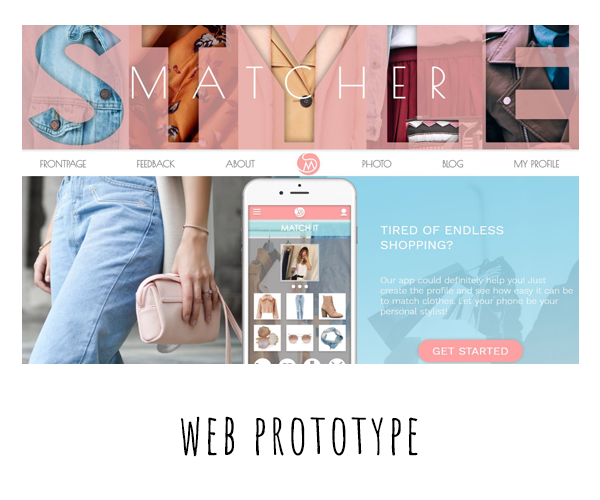 STYLE
MATCHER
FRONTPAGE FEEDBACK ABOUT SM PHOTO BLOG MY PROFILE
MATCH IT
TIRED OF ENDLESS
SHOPPING?
Our app could definitely help you! Just
create the profile and see how easy it can be
to match clothes. Let your phone be your
personal stylist!
GET STARTED
WEB PROTOTYPE